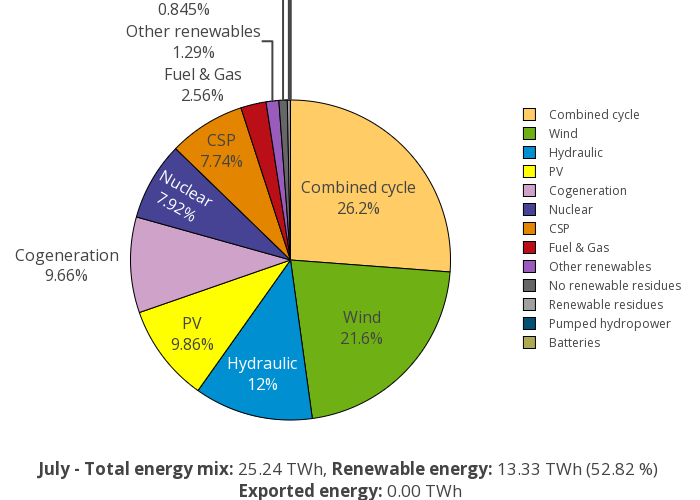 0.845%
Other renewables
1.29%
Fuel & Gas
2.56%
CSP
7.74%
Nuclear
7.92%
Combined cycle
26.2%
Cogeneration
9.66%
PV
9.86%
Wind
21.6%
Hydraulic
12%
Combined cycle
Wind
Hydraulic
PV
Cogeneration
Nuclear
CSP
Fuel & Gas
Other renewables
No renewable residues
Renewable residues
Pumped hydropower
Batteries
July - Total energy mix: 25.24 TWh, Renewable energy: 13.33 TWh (52.82 %)
Exported energy: 0.00 TWh